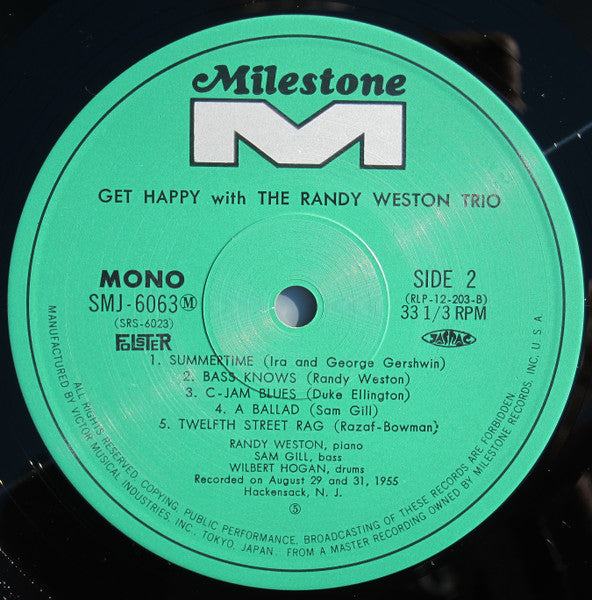 Milestone
M
GET HAPPY with THE RANDY WESTON TRIO
MONO
SMJ-6063 Ⓜ
(SRS-6023)
FOLSTER
SIDE 2
(RLP-12-203-B)
33 1/3 RPM
JASRAC
1. SUMMERTIME (Ira and George Gershwin)
2. BASS KNOWS (Randy Weston)
3. C-JAM BLUES (Duke Ellington)
4. A BALLAD (Sam Gill)
5. TWELFTH STREET RAG (Razaf-Bowman)
RANDY WESTON, piano
SAM GILL, bass
WILBERT HOGAN, drums
Recorded on August 29 and 31, 1955
Hackensack, N. J.
⑤
ALL RIGHTS RESERVED. COPYING, PUBLIC PERFORMANCE, BROADCASTING OF THESE RECORDS ARE FORBIDDEN.
MANUFACTURED BY VICTOR MUSICAL INDUSTRIES, INC., TOKYO, JAPAN. FROM A MASTER RECORDING OWNED BY MILESTONE RECORDS, INC, U. S. A.